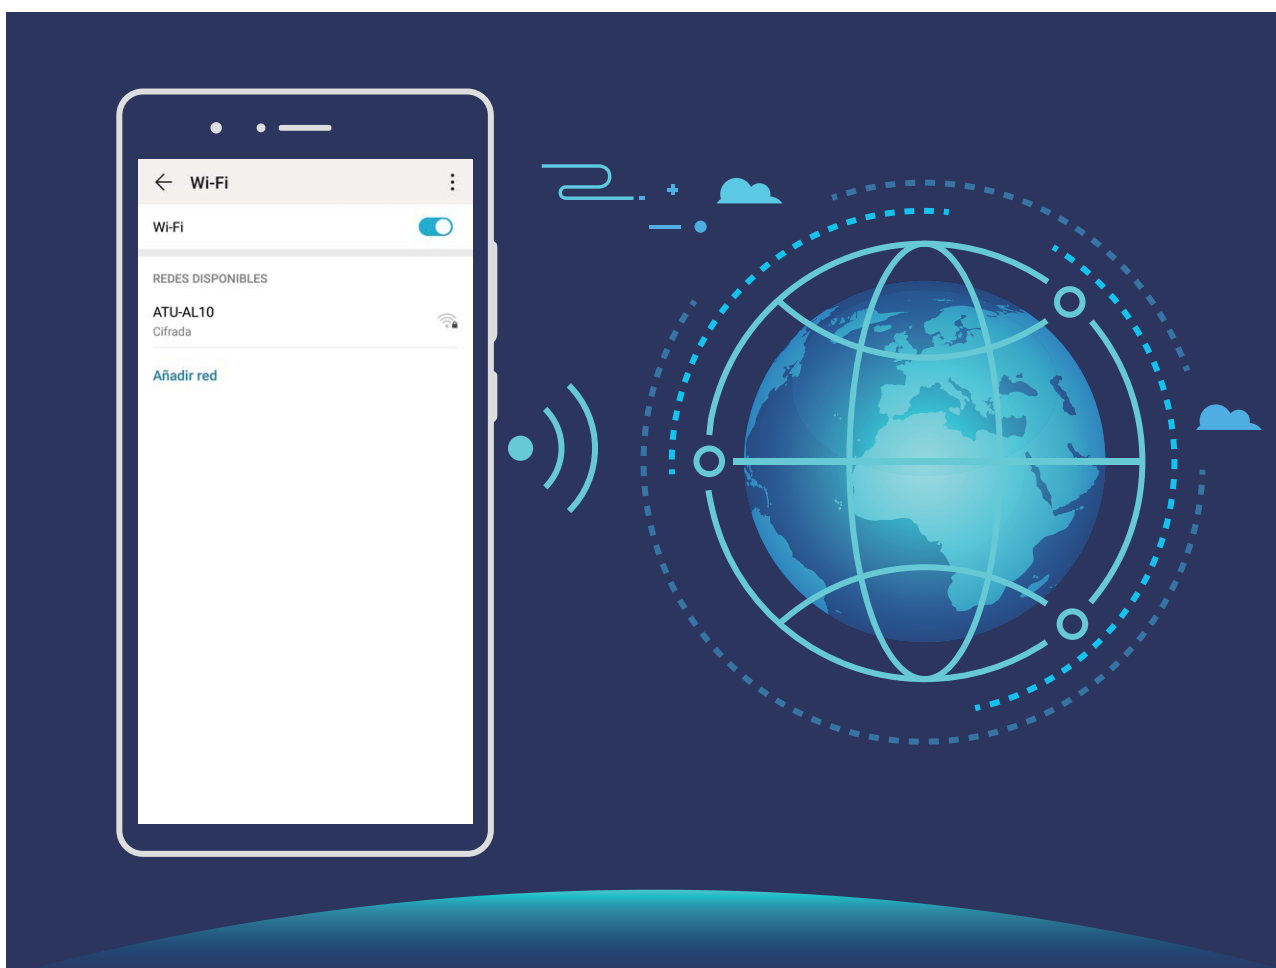 Wi-Fi
Wi-Fi
REDES DISPONIBLES
ATU-AL10
Cifrada
Añadir red